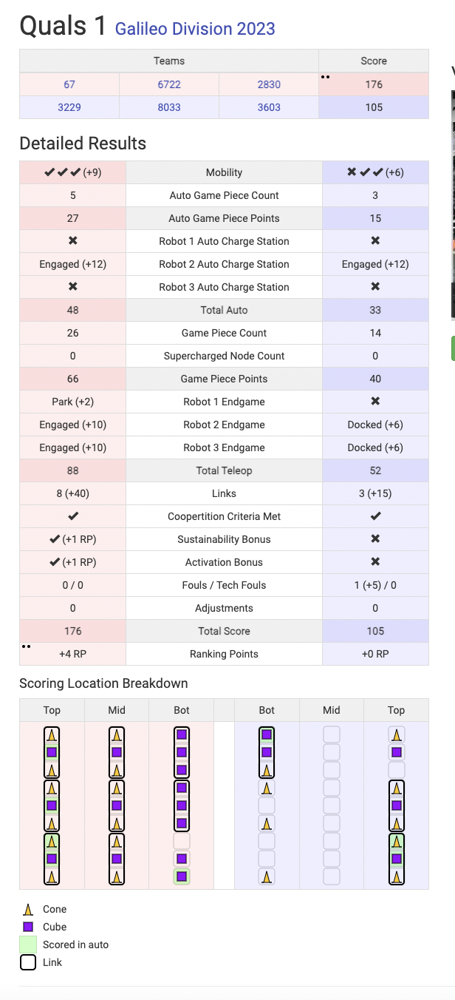 Quals 1 Galileo Division 2023
Teams Score
67 6722 2830 176
3229 8033 3603 105
Detailed Results
✔ ✔ ✔ (+9) Mobility ✖ ✔ ✔ (+6)
5 Auto Game Piece Count 3
27 Auto Game Piece Points 15
✖ Robot 1 Auto Charge Station ✖
Engaged (+12) Robot 2 Auto Charge Station Engaged (+12)
✖ Robot 3 Auto Charge Station ✖
48 Total Auto 33
26 Game Piece Count 14
0 Supercharged Node Count 0
66 Game Piece Points 40
Park (+2) Robot 1 Endgame ✖
Engaged (+10) Robot 2 Endgame Docked (+6)
Engaged (+10) Robot 3 Endgame Docked (+6)
88 Total Teleop 52
8 (+40) Links 3 (+15)
✔ Coopertition Criteria Met ✔
✔ (+1 RP) Sustainability Bonus ✖
✔ (+1 RP) Activation Bonus ✖
0 / 0 Fouls / Tech Fouls 1 (+5) / 0
0 Adjustments 0
176 Total Score 105
+4 RP Ranking Points +0 RP
Scoring Location Breakdown
Top Mid Bot Bot Mid Top
Cone
Cube
Scored in auto
Link